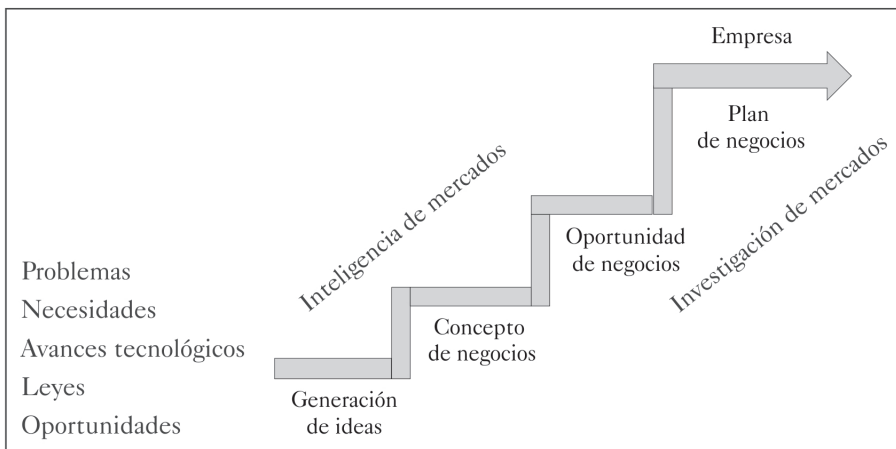 Empresa
Plan
de negocios
Inteligencia de mercados
Investigación de mercados
Oportunidad
de negocios
Problemas
Necesidades
Avances tecnológicos
Leyes
Oportunidades
Concepto
de negocios
Generación
de ideas